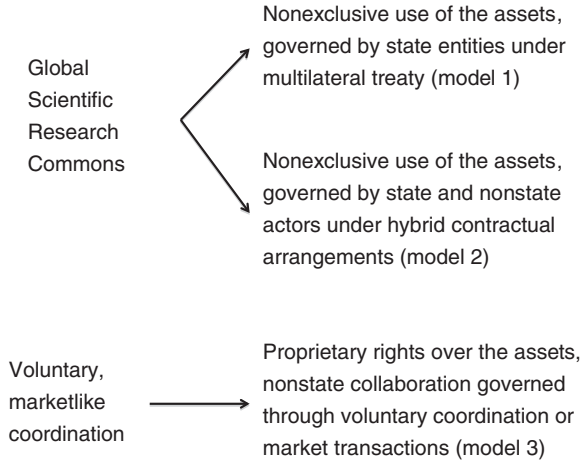 Global
Scientific
Research
Commons
Nonexclusive use of the assets,
governed by state entities under
multilateral treaty (model 1)
Nonexclusive use of the assets,
governed by state and nonstate
actors under hybrid contractual
arrangements (model 2)
Voluntary,
marketlike
coordination
Proprietary rights over the assets,
nonstate collaboration governed
through voluntary coordination or
market transactions (model 3)